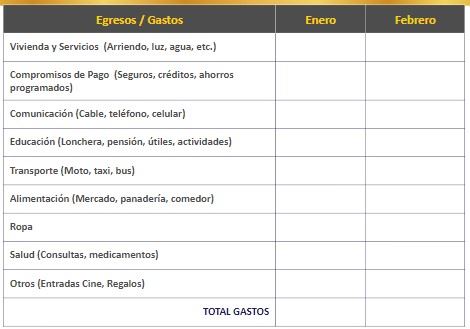 Egresos / Gastos Enero Febrero
Vivienda y Servicios (Arriendo, luz, agua, etc.)
Compromisos de Pago (Seguros, créditos, ahorros
programados)
Comunicación (Cable, teléfono, celular)
Educación (Lonchera, pensión, útiles, actividades)
Transporte (Moto, taxi, bus)
Alimentación (Mercado, panadería, comedor)
Ropa
Salud (Consultas, medicamentos)
Otros (Entradas Cine, Regalos)
TOTAL GASTOS